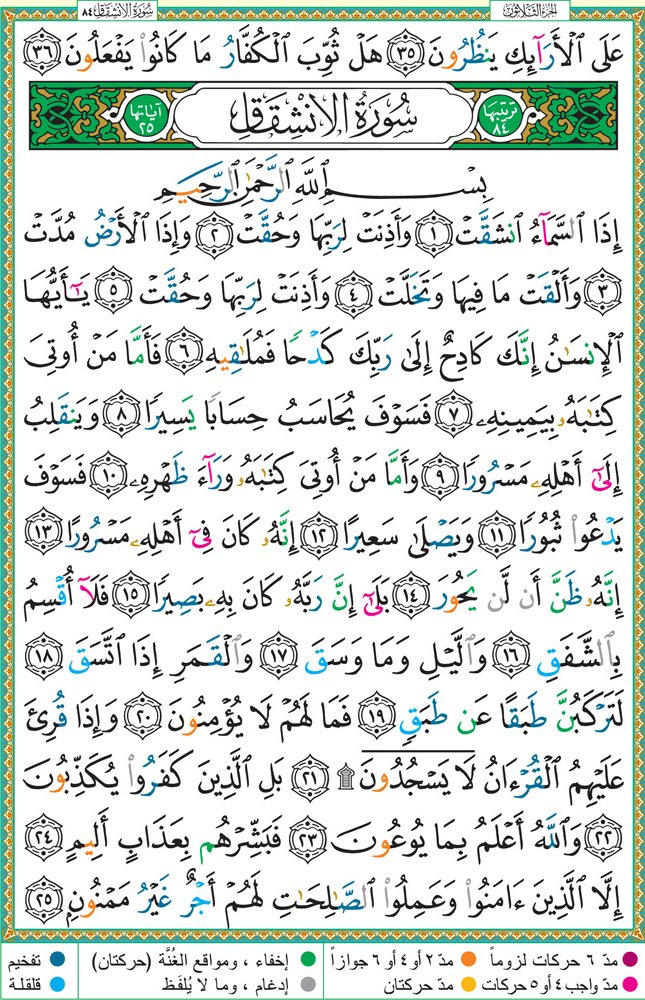 سُورَةُ الانشِقَاق ٨٤
الجزء الثلاثون
عَلَى ٱلْأَرَآئِكِ يَنظُرُونَ ٣٥ هَلْ ثُوِّبَ ٱلْكُفَّارُ مَا كَانُوا۟ يَفْعَلُونَ ٣٦
ترتيبها ٨٤
سُورَةُ الانشِقَاقِ
آياتها ٢٥
بِسْمِ ٱللَّهِ ٱلرَّحْمَٰنِ ٱلرَّحِيمِ
إِذَا ٱلسَّمَآءُ ٱنشَقَّتْ ١ وَأَذِنَتْ لِرَبِّهَا وَحُقَّتْ ٢ وَإِذَا ٱلْأَرْضُ مُدَّتْ
٣ وَأَلْقَتْ مَا فِيهَا وَتَخَلَّتْ ٤ وَأَذِنَتْ لِرَبِّهَا وَحُقَّتْ ٥ يَٰٓأَيُّهَا
ٱلْإِنسَٰنُ إِنَّكَ كَادِحٌ إِلَىٰ رَبِّكَ كَدْحًا فَمُلَٰقِيهِ ٦ فَأَمَّا مَنْ أُوتِىَ
كِتَٰبَهُۥ بِيَمِينِهِۦ ٧ فَسَوْفَ يُحَاسَبُ حِسَابًا يَسِيرًا ٨ وَيَنقَلِبُ
إِلَىٰٓ أَهْلِهِۦ مَسْرُورًا ٩ وَأَمَّا مَنْ أُوتِىَ كِتَٰبَهُۥ وَرَآءَ ظَهْرِهِۦ ١٠ فَسَوْفَ
يَدْعُوا۟ ثُبُورًا ١١ وَيَصْلَىٰ سَعِيرًا ١٢ إِنَّهُۥ كَانَ فِىٓ أَهْلِهِۦ مَسْرُورًا ١٣
إِنَّهُۥ ظَنَّ أَن لَّن يَحُورَ ١٤ بَلَىٰٓ إِنَّ رَبَّهُۥ كَانَ بِهِۦ بَصِيرًا ١٥ فَلَآ أُقْسِمُ
بِٱلشَّفَقِ ١٦ وَٱلَّيْلِ وَمَا وَسَقَ ١٧ وَٱلْقَمَرِ إِذَا ٱتَّسَقَ ١٨
لَتَرْكَبُنَّ طَبَقًا عَن طَبَقٍ ١٩ فَمَا لَهُمْ لَا يُؤْمِنُونَ ٢٠ وَإِذَا قُرِئَ
عَلَيْهِمُ ٱلْقُرْءَانُ لَا يَسْجُدُونَ ۩ ٢١ بَلِ ٱلَّذِينَ كَفَرُوا۟ يُكَذِّبُونَ
٢٢ وَٱللَّهُ أَعْلَمُ بِمَا يُوعُونَ ٢٣ فَبَشِّرْهُم بِعَذَابٍ أَلِيمٍ ٢٤
إِلَّا ٱلَّذِينَ ءَامَنُوا۟ وَعَمِلُوا۟ ٱلصَّٰلِحَٰتِ لَهُمْ أَجْرٌ غَيْرُ مَمْنُونٍ ٢٥
مدّ ٦ حركات لزوماً مدّ ٢ أو ٤ أو ٦ جوازاً إخفاء ، ومواقع الغُنَّة (حركتان) تفخيم
مدّ واجب ٤ أو ٥ حركات مدّ حركتان إدغام ، وما لا يُلفَظ قلقلة